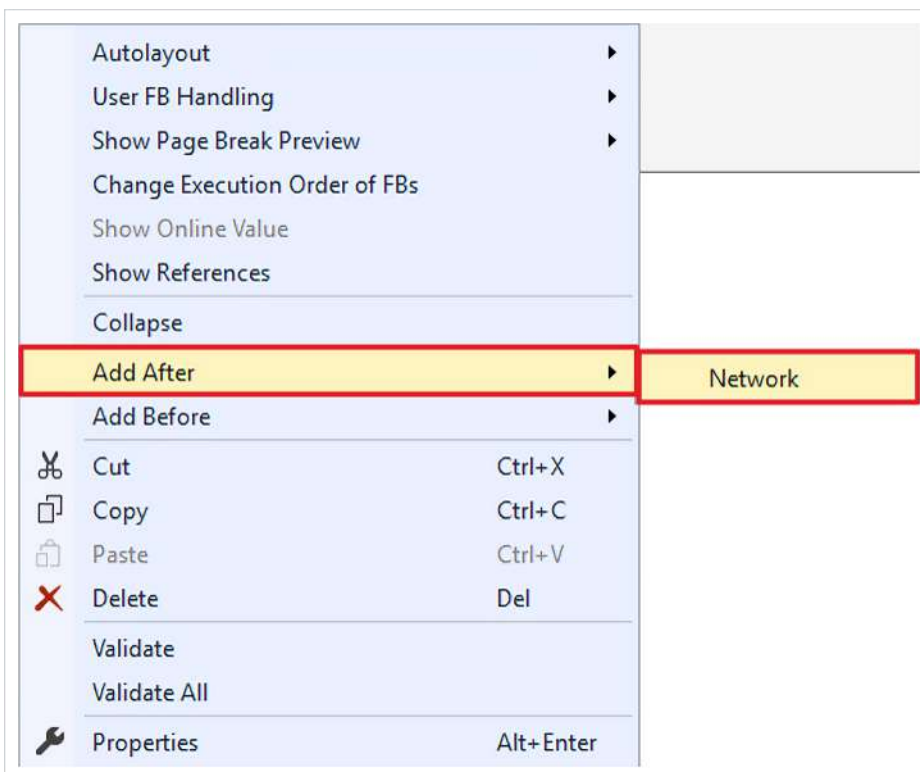 Autolayout
User FB Handling
Show Page Break Preview
Change Execution Order of FBs
Show Online Value
Show References
Collapse
Add After
Network
Add Before
Cut Ctrl+X
Copy Ctrl+C
Paste Ctrl+V
Delete Del
Validate
Validate All
Properties Alt+Enter